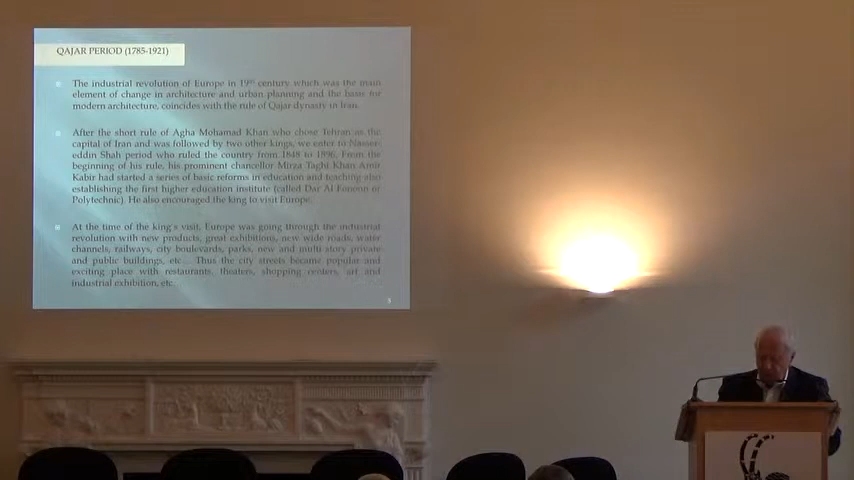 QAJAR PERIOD (1785-1921)
The industrial revolution of Europe in 19th century which was the main
element of change in architecture and urban planning and the basis for
modern architecture, coincides with the rule of Qajar dynasty in Iran.
After the short rule of Agha Mohamad Khan who chose Tehran as the
capital of Iran and was followed by two other kings, we enter to Nasser-
eddin Shah period who ruled the country from 1848 to 1896. From the
beginning of his rule, his prominent chancellor Mirza Taghi Khan Amir
Kabir had started a series of basic reforms in education and teaching also
establishing the first higher education institute (called Dar Al Fonoon or
Polytechnic). He also encouraged the king to visit Europe.
At the time of the king's visit, Europe was going through the industrial
revolution with new products, great exhibitions, new wide roads, water
channels, railways, city boulevards, parks, new and multi story private
and public buildings, etc... Thus the city streets became popular and
exciting place with restaurants, theaters, shopping centers, art and
industrial exhibition, etc.